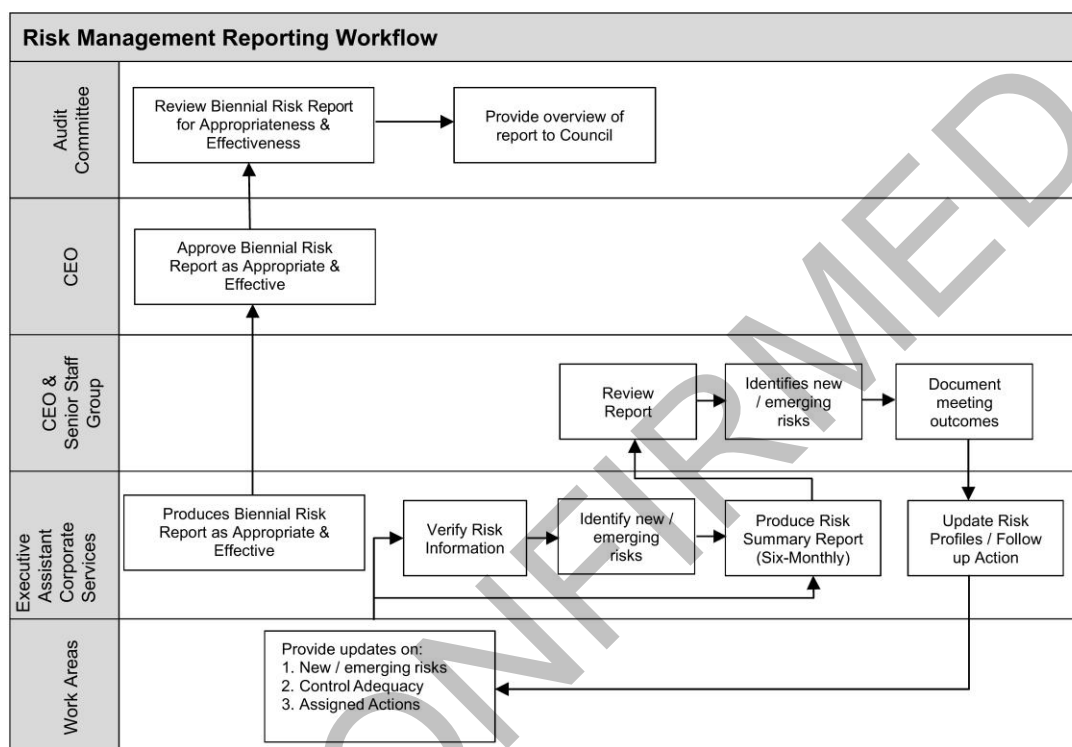 Risk Management Reporting Workflow
Audit
Committee
Review Biennial Risk Report
for Appropriateness &
Effectiveness
Provide overview of
report to Council
CEO
Approve Biennial Risk
Report as Appropriate &
Effective
CEO &
Senior Staff
Group
Review
Report
Identifies new
/ emerging
risks
Document
meeting
outcomes
Executive
Assistant
Corporate
Services
Produces Biennial Risk
Report as Appropriate &
Effective
Verify Risk
Information
Identify new /
emerging
risks
Produce Risk
Summary Report
(Six-Monthly)
Update Risk
Profiles / Follow
up Action
Work Areas
Provide updates on:
1. New / emerging risks
2. Control Adequacy
3. Assigned Actions
ONFIRMED